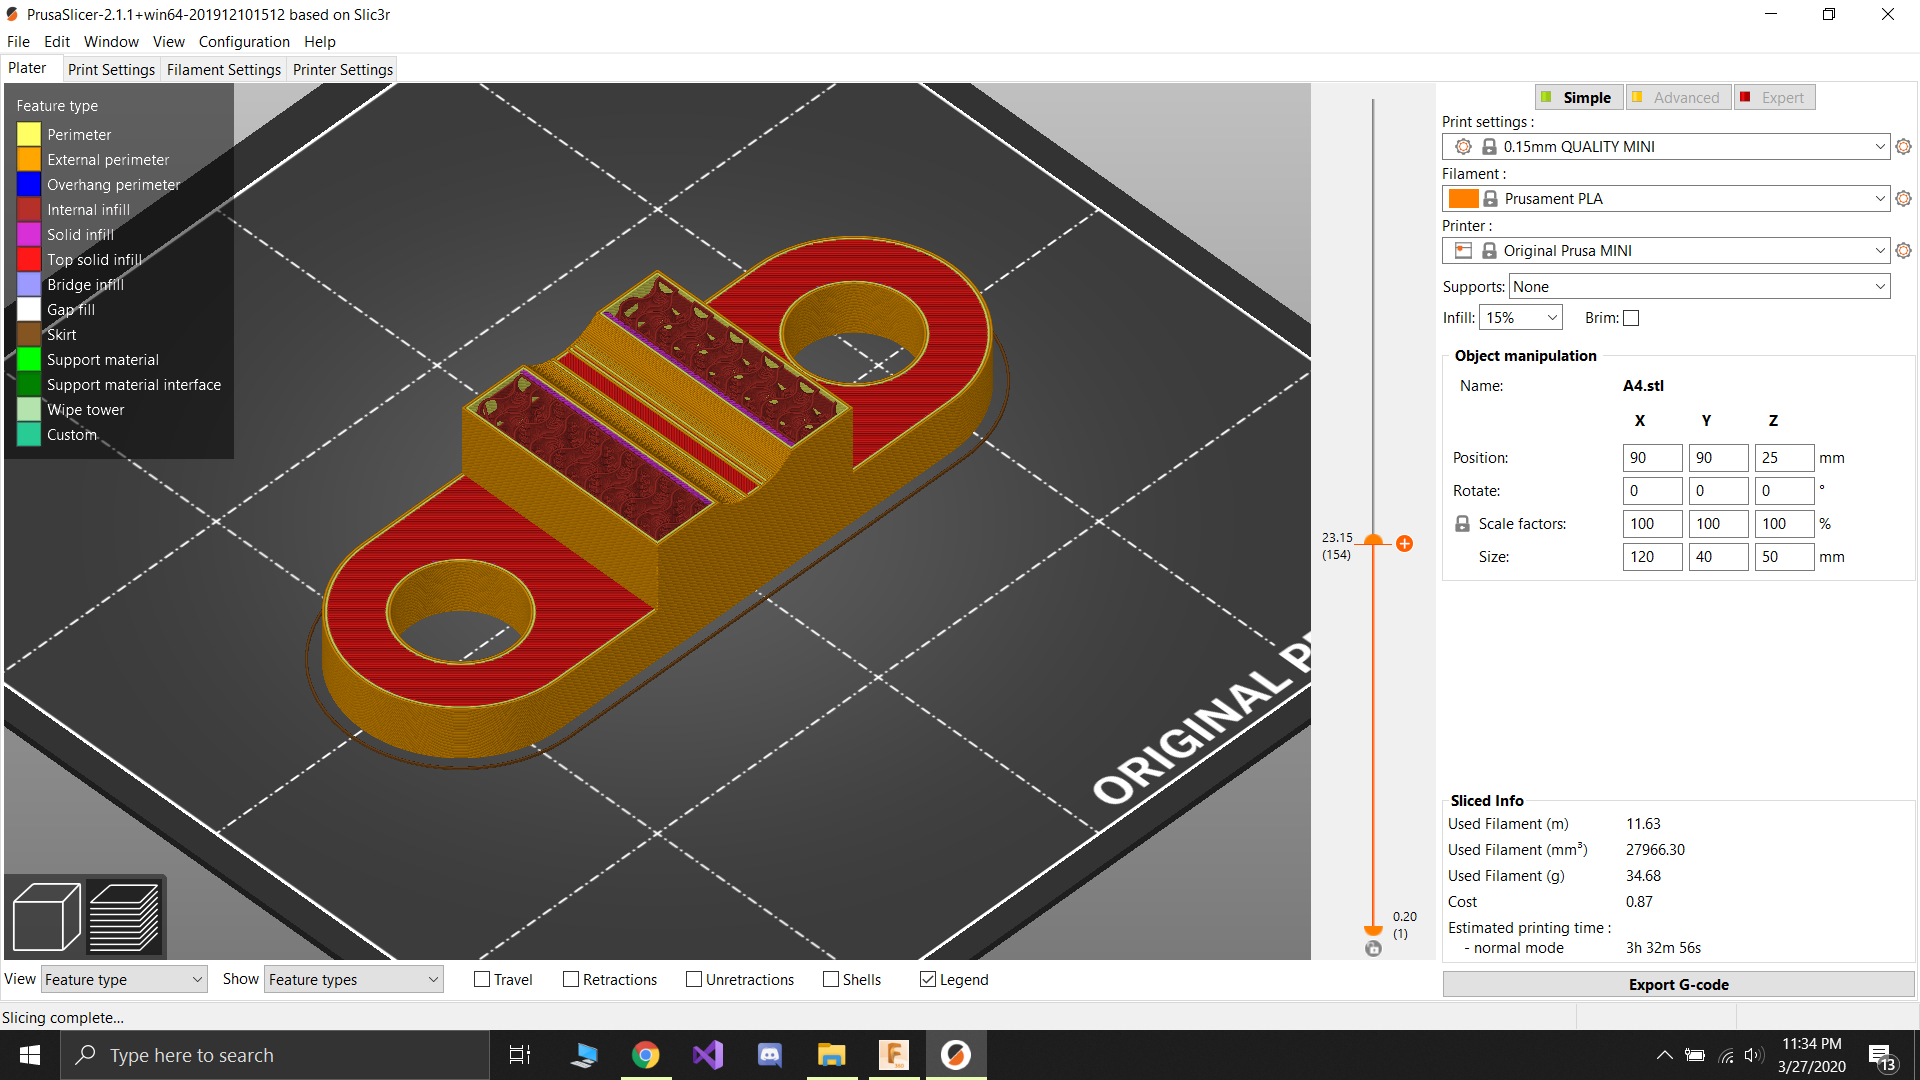 PrusaSlicer-2.1.1+win64-201912101512 based on Slic3r
File Edit Window View Configuration Help
Plater Print Settings Filament Settings Printer Settings
Feature type
Perimeter
External perimeter
Overhang perimeter
Internal infill
Solid infill
Top solid infill
Bridge infill
Gap fill
Skirt
Support material
Support material interface
Wipe tower
Custom
ORIGINAL P
23.15
(154)
0.20
(1)
Simple Advanced Expert
Print settings :
0.15mm QUALITY MINI
Filament :
Prusament PLA
Printer :
Original Prusa MINI
Supports: None
Infill: 15% Brim:
Object manipulation
Name: A4.stl
X Y Z
Position: 90 90 25 mm
Rotate: 0 0 0 °
Scale factors: 100 100 100 %
Size: 120 40 50 mm
Sliced Info
Used Filament (m) 11.63
Used Filament (mm³) 27966.30
Used Filament (g) 34.68
Cost 0.87
Estimated printing time :
- normal mode 3h 32m 56s
Export G-code
View Feature type Show Feature types Travel Retractions Unretractions Shells Legend
Slicing complete...
Type here to search
11:34 PM
3/27/2020
13